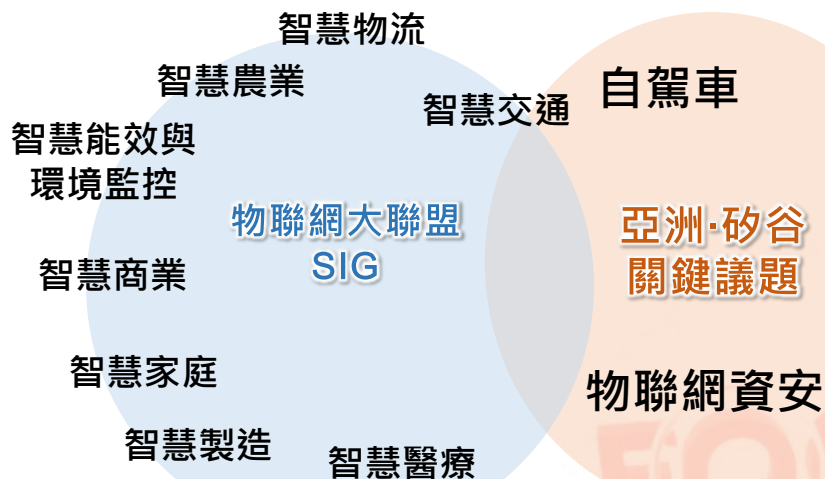 智慧物流
智慧農業
智慧交通
自駕車
智慧能效與
環境監控
物聯網大聯盟
SIG
亞洲·矽谷
關鍵議題
智慧商業
智慧家庭
物聯網資安
智慧製造
智慧醫療